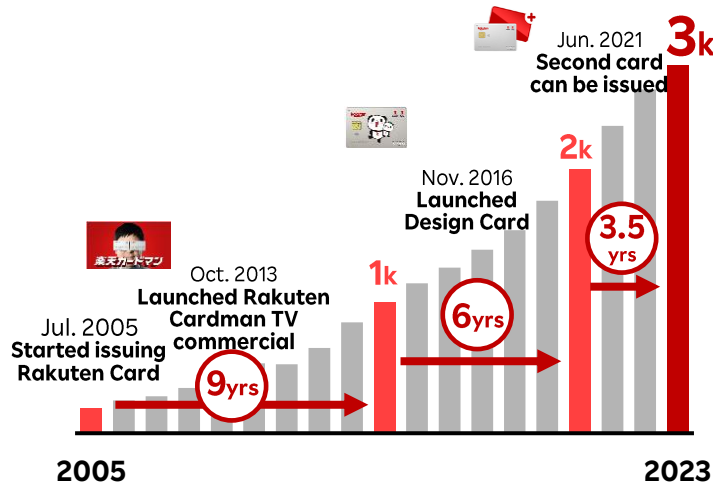 Jun. 2021
Second card
can be issued
3k
2k
Nov. 2016
Launched
Design Card
3.5
yrs
楽天カードマン
Oct. 2013
Launched Rakuten
Cardman TV
commercial
1k
6yrs
Jul. 2005
Started issuing
Rakuten Card
9yrs
2005
2023